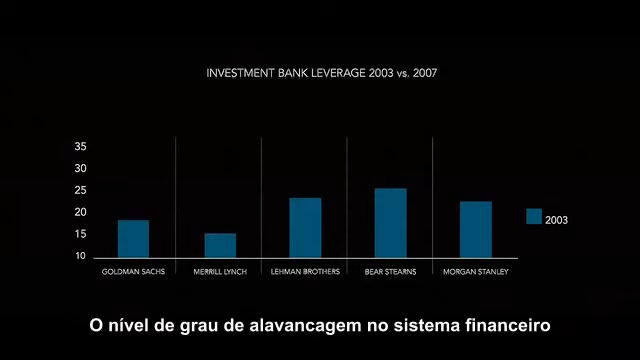 INVESTMENT BANK LEVERAGE 2003 vs. 2007
35
30
25
20
15
10
GOLDMAN SACHS
MERRILL LYNCH
LEHMAN BROTHERS
BEAR STEARNS
MORGAN STANLEY
2003
O nível de grau de alavancagem no sistema financeiro